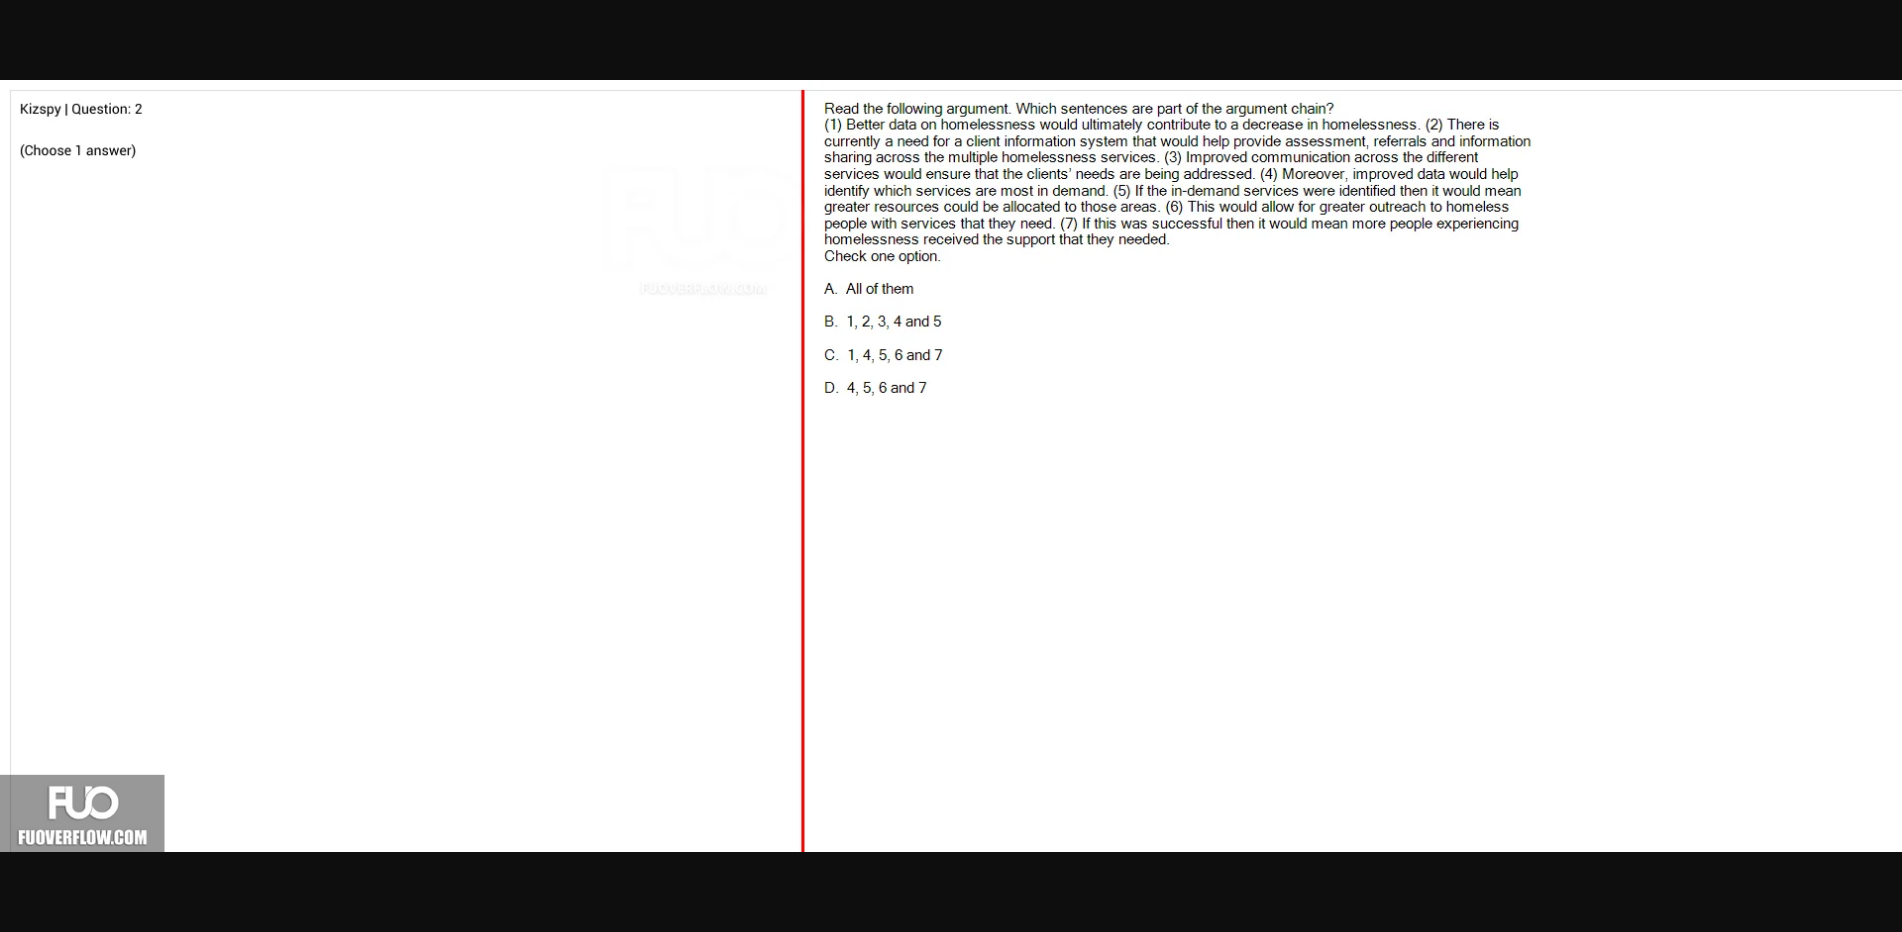 Kizspy | Question: 2
(Choose 1 answer)
Read the following argument. Which sentences are part of the argument chain?
(1) Better data on homelessness would ultimately contribute to a decrease in homelessness. (2) There is
currently a need for a client information system that would help provide assessment, referrals and information
sharing across the multiple homelessness services. (3) Improved communication across the different
services would ensure that the clients' needs are being addressed. (4) Moreover, improved data would help
identify which services are most in demand. (5) If the in-demand services were identified then it would mean
greater resources could be allocated to those areas. (6) This would allow for greater outreach to homeless
people with services that they need. (7) If this was successful then it would mean more people experiencing
homelessness received the support that they needed.
Check one option.
A. All of them
B. 1, 2, 3, 4 and 5
C. 1, 4, 5, 6 and 7
D. 4, 5, 6 and 7
FUO
FUOVERFLOW.COM
FUO
FUOVERFLOW.COM